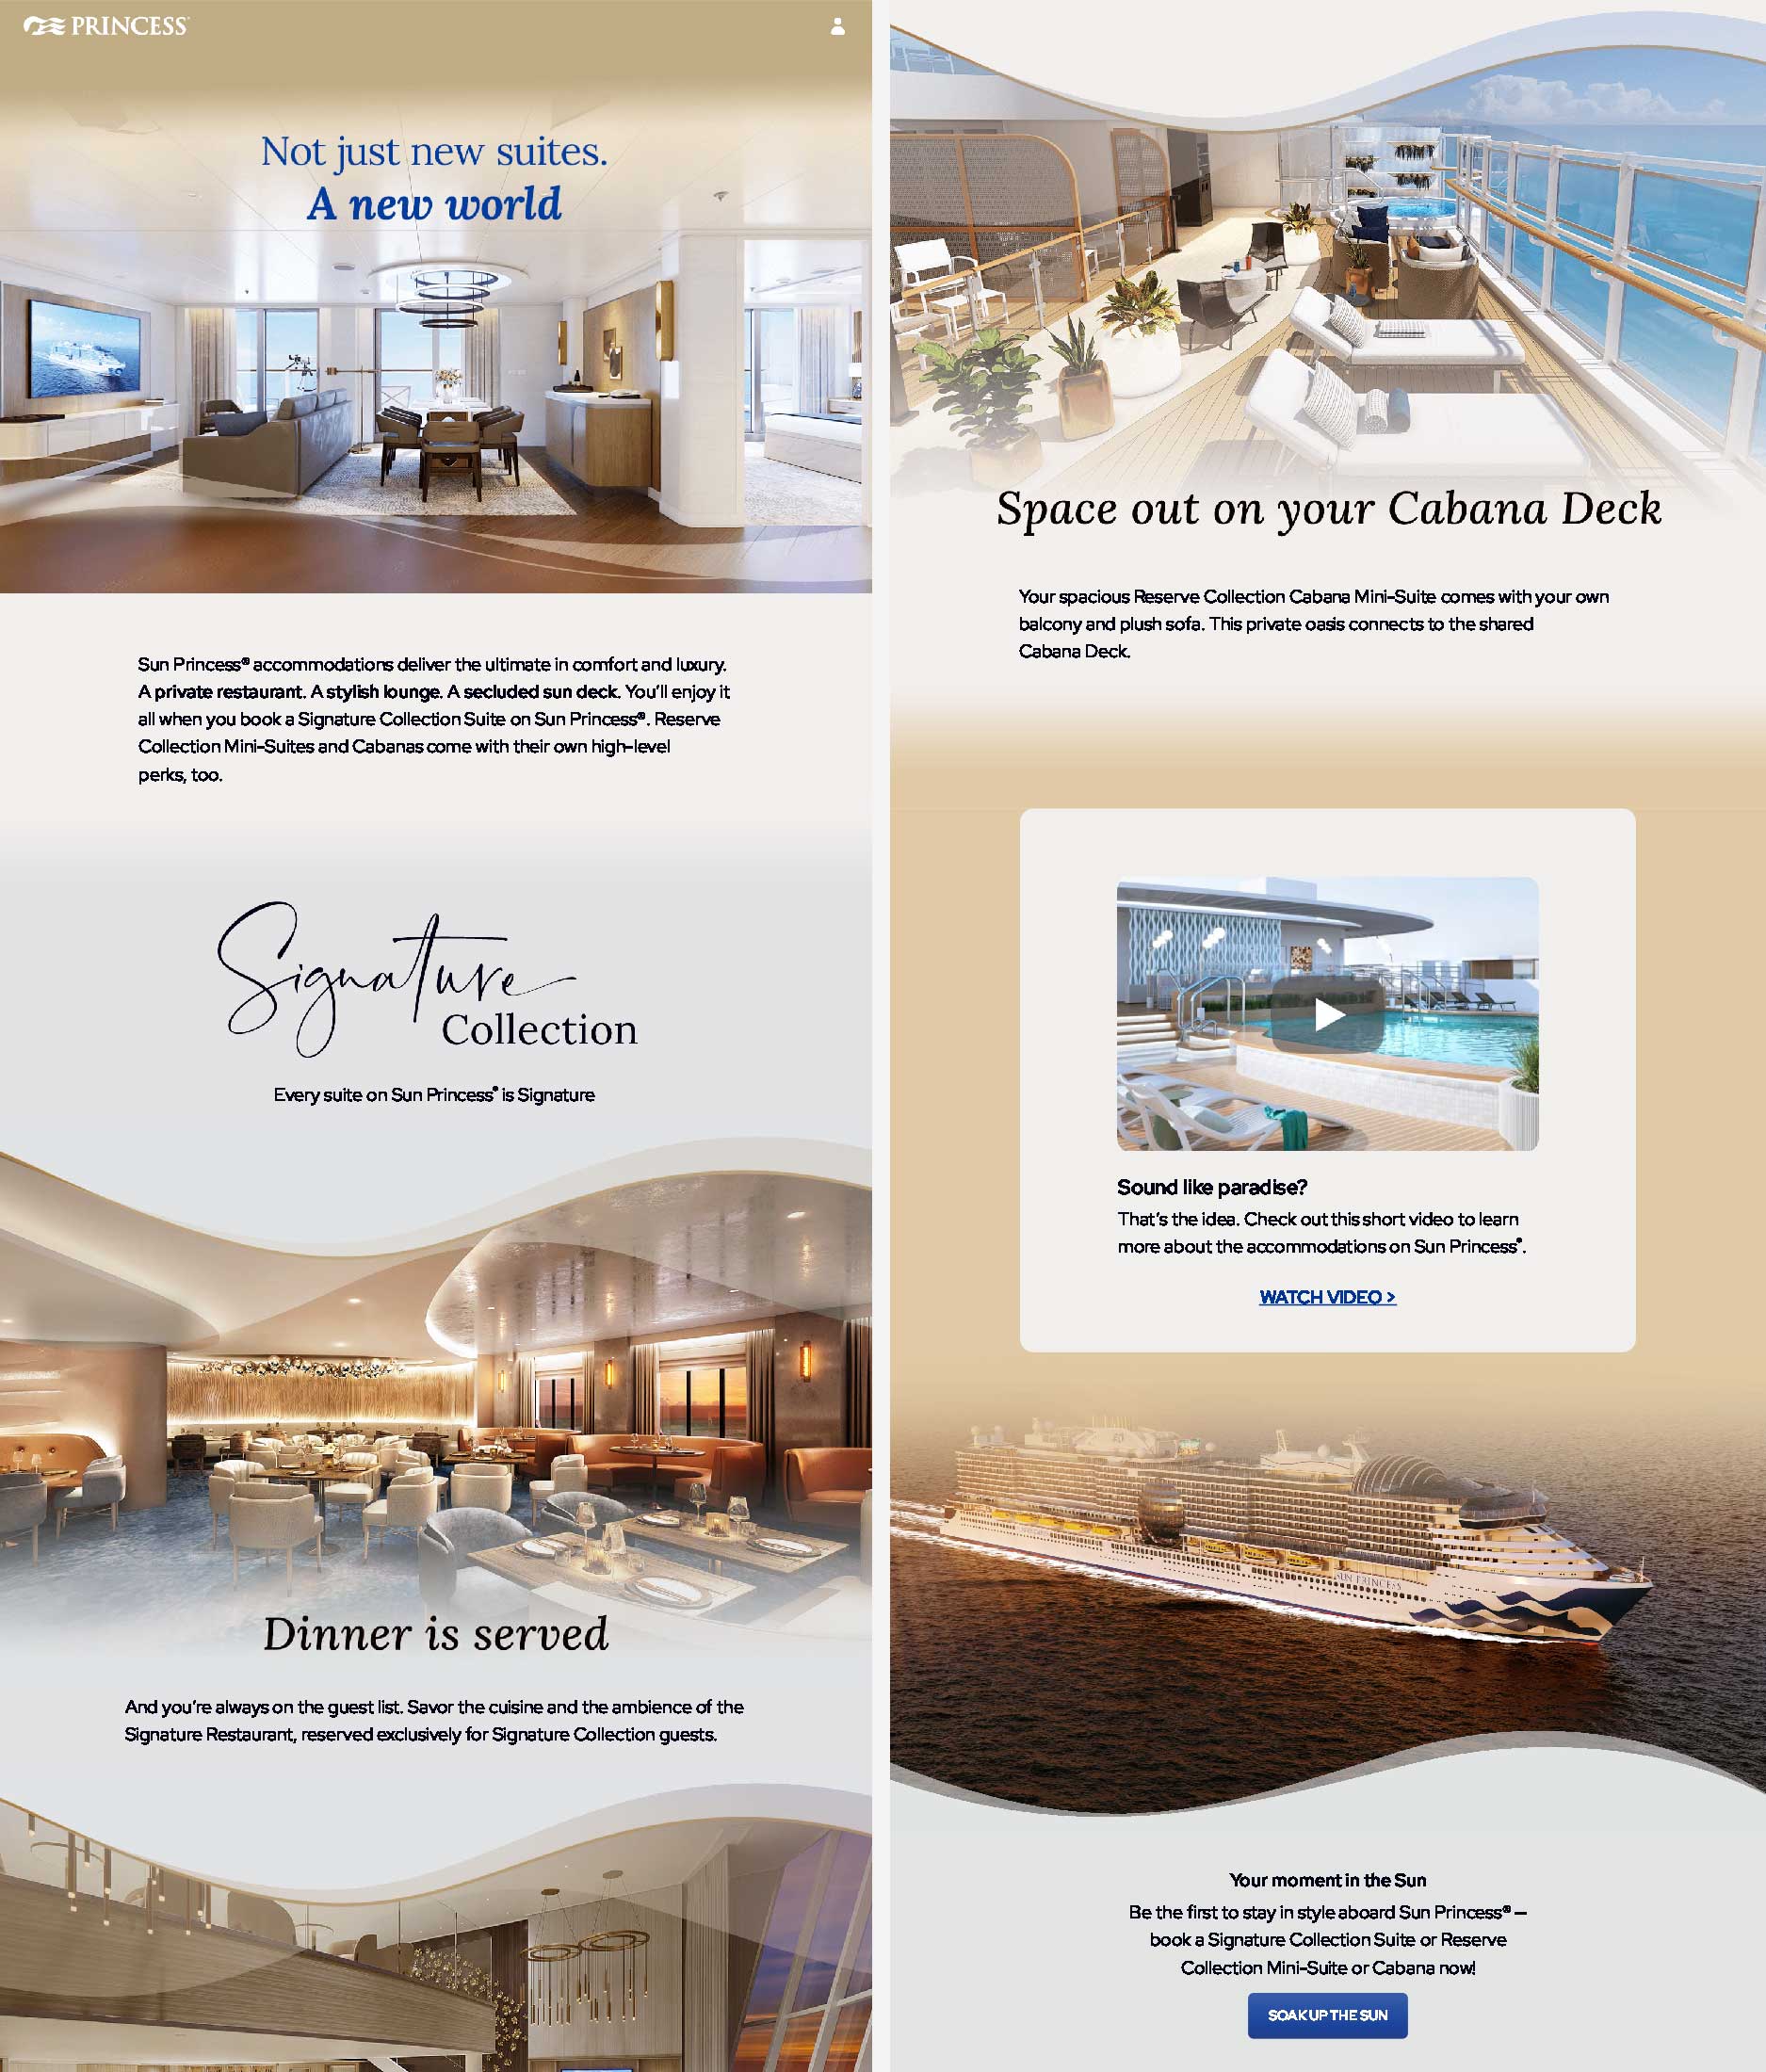 PRINCESS
Not just new suites.
A new world
Sun Princess® accommodations deliver the ultimate in comfort and luxury.
A private restaurant. A stylish lounge. A secluded sun deck. You'll enjoy it
all when you book a Signature Collection Suite on Sun Princess®. Reserve
Collection Mini-Suites and Cabanas come with their own high-level
perks, too.
Signature
Collection
Every suite on Sun Princess® is Signature
Dinner is served
And you're always on the guest list. Savor the cuisine and the ambience of the
Signature Restaurant, reserved exclusively for Signature Collection guests.
Space out on your Cabana Deck
Your spacious Reserve Collection Cabana Mini-Suite comes with your own
balcony and plush sofa. This private oasis connects to the shared
Cabana Deck.
Sound like paradise?
That's the idea. Check out this short video to learn
more about the accommodations on Sun Princess®.
WATCH VIDEO >
SUN PRINCESS
Your moment in the Sun
Be the first to stay in style aboard Sun Princess® —
book a Signature Collection Suite or Reserve
Collection Mini-Suite or Cabana now!
SOAK UP THE SUN